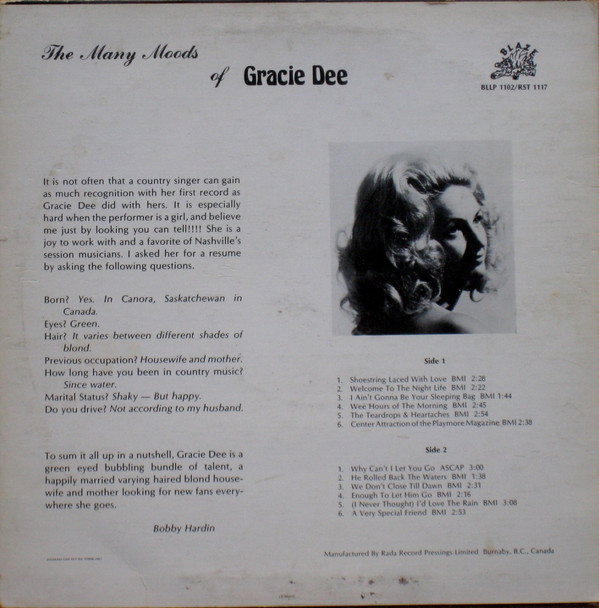 The Many Moods
of Gracie Dee
BLAZE
BLLP 1102/RST 1117
It is not often that a country singer can gain
as much recognition with her first record as
Gracie Dee did with hers. It is especially
hard when the performer is a girl, and believe
me just by looking you can tell!!!! She is a
joy to work with and a favorite of Nashville's
session musicians. I asked her for a resume
by asking the following questions.
Born? Yes. In Canora, Saskatchewan in
Canada.
Eyes? Green.
Hair? It varies between different shades of
blond.
Previous occupation? Housewife and mother.
How long have you been in country music?
Since water.
Marital Status? Shaky — But happy.
Do you drive? Not according to my husband.
To sum it all up in a nutshell, Gracie Dee is a
green eyed bubbling bundle of talent, a
happily married varying haired blond house-
wife and mother looking for new fans every-
where she goes.
Bobby Hardin
Side 1
1. Shoestring Laced With Love BMI 2:28
2. Welcome To The Night Life BMI 2:22
3. I Ain't Gonna Be Your Sleeping Bag BMI 1:44
4. Wee Hours of The Morning BMI 2:45
5. The Teardrops & Heartaches BMI 2:54
6. Center Attraction of the Playmore Magazine BMI 2:38
Side 2
1. Why Can't I Let You Go ASCAP 3:00
2. He Rolled Back The Waters BMI 1:38
3. We Don't Close Till Dawn BMI 2:31
4. Enough To Let Him Go BMI 2:16
5. (I Never Thought) I'd Love The Rain BMI 3:08
6. A Very Special Friend BMI 2:53
Manufactured By Rada Record Pressings Limited Burnaby, B.C., Canada